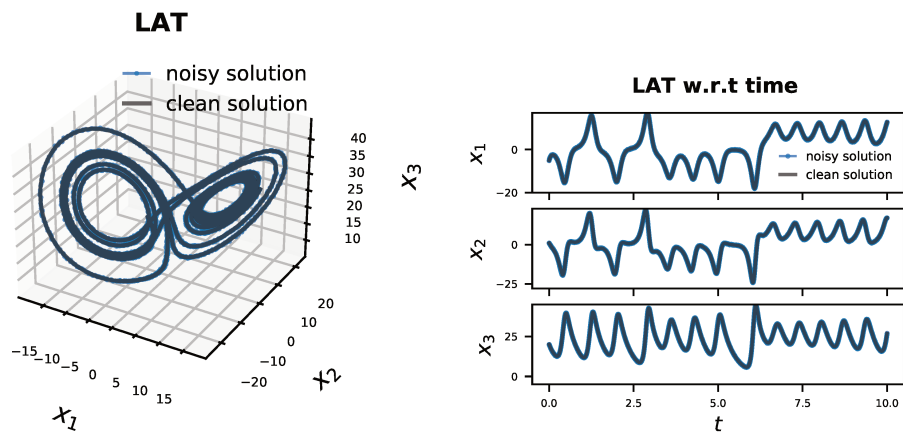 LAT
noisy solution
clean solution
40
35
30
25
20
15
10
x3
20
10
0
−10
−20
x2
−15
−10
−5
0
5
10
15
x1
LAT w.r.t time
x1
0
−20
noisy solution
clean solution
x2
0
−25
x3
25
0
0.0
2.5
5.0
7.5
10.0
t